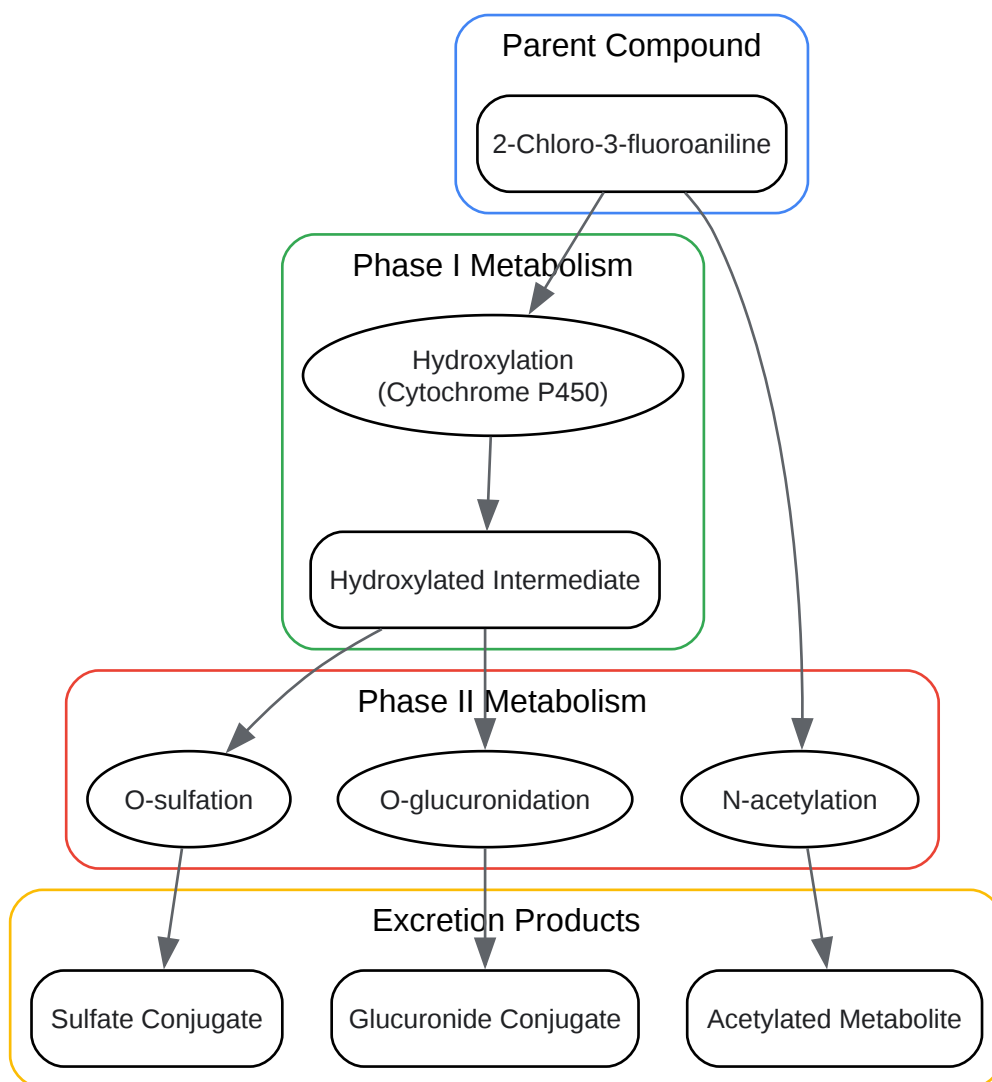 Parent Compound
2-Chloro-3-fluoroaniline
Phase I Metabolism
Hydroxylation
(Cytochrome P450)
Hydroxylated Intermediate
Phase II Metabolism
O-sulfation
O-glucuronidation
N-acetylation
Excretion Products
Sulfate Conjugate
Glucuronide Conjugate
Acetylated Metabolite